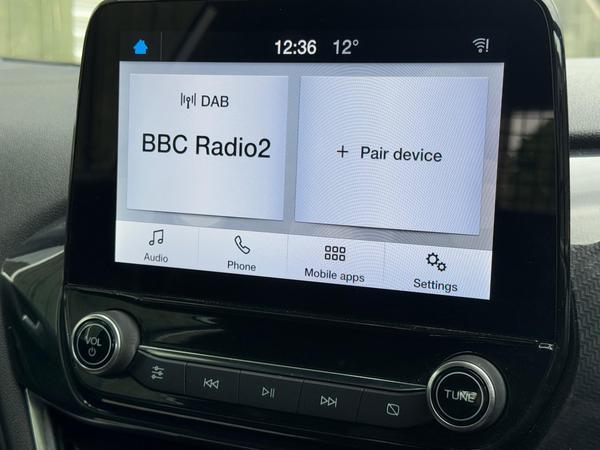 12:36 12°
DAB
BBC Radio2
+ Pair device
Audio
Phone
Mobile apps
Settings
VOL
TUNE